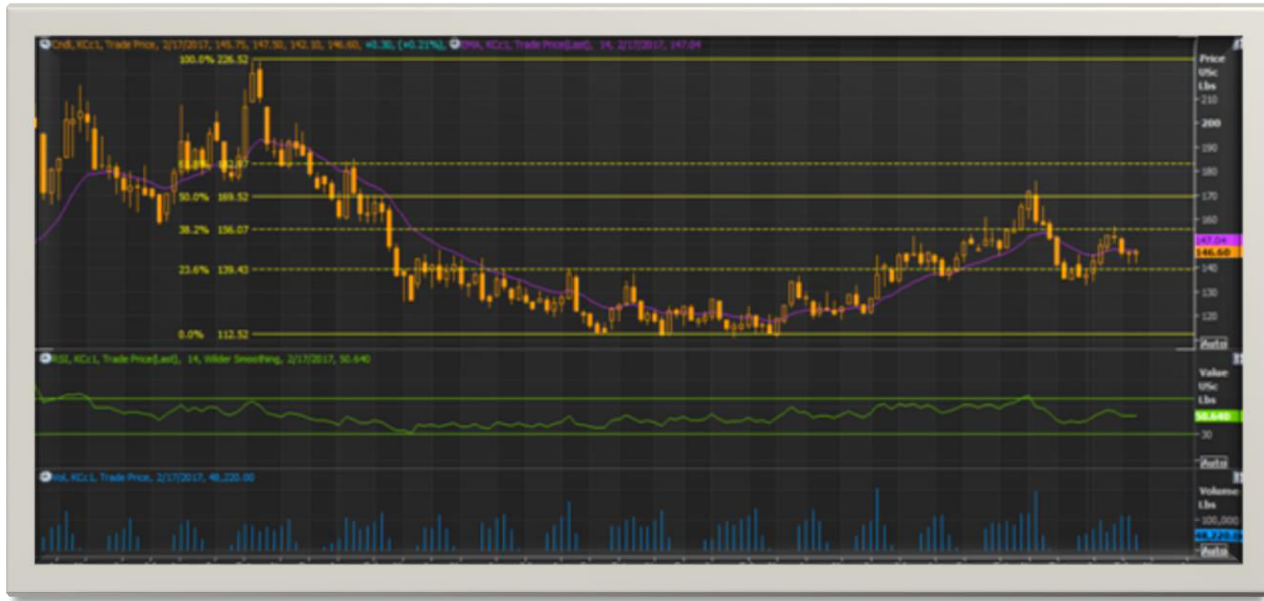 Cndl, KCc1, Trade Price, 2/17/2017, 145.75, 147.50, 142.10, 146.60, +0.30, (+0.21%), EMA, KCc1, Trade Price(Last), 14, 2/17/2017, 147.04
Price
USc
Lbs
100.0% 226.52
210
200
190
180
50.0% 169.52
170
160
38.2% 156.07
147.04
146.60
23.6% 139.43
140
130
120
0.0% 112.52
Auto
RSI, KCc1, Trade Price(Last), 14, Wilder Smoothing, 2/17/2017, 50.640
Value
USc
Lbs
50.640
30
Auto
Vol, KCc1, Trade Price, 2/17/2017, 48,220.00
Volume
Lbs
100,000
Auto